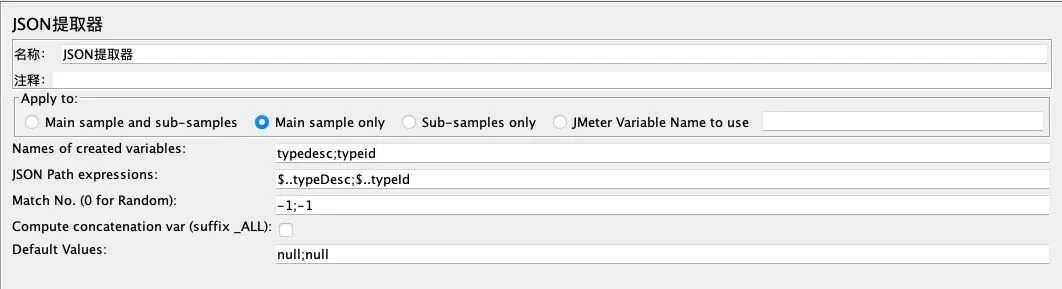 JSON提取器
名称： JSON提取器
注释：
Apply to:
Main sample and sub-samples Main sample only Sub-samples only JMeter Variable Name to use
Names of created variables: typedesc;typeid
JSON Path expressions: $..typeDesc;$..typeId
Match No. (0 for Random): -1;-1
Compute concatenation var (suffix _ALL):
Default Values: null;null